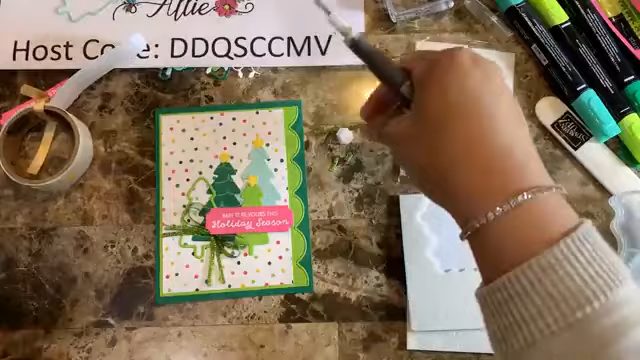 Allie
Host Code: DDQSCCMV
MAY IT BE YOURS THIS
Holiday Season